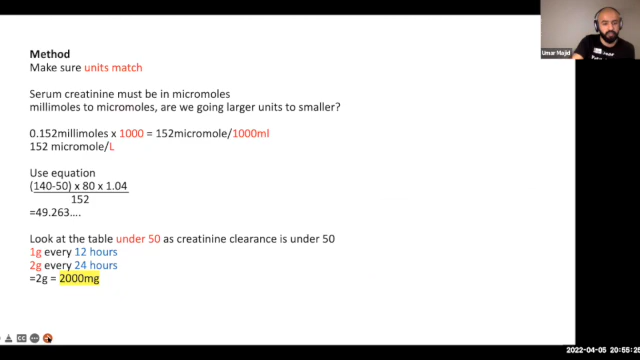 Method
Make sure units match
Serum creatinine must be in micromoles
millimoles to micromoles, are we going larger units to smaller?
0.152millimoles x 1000 = 152micromole/1000ml
152 micromole/L
Use equation
(140-50) x 80 x 1.04
152
=49.263....
Look at the table under 50 as creatinine clearance is under 50
1g every 12 hours
2g every 24 hours
=2g = 2000mg
Umar Majid
CC
2022-04-05 20:55:25